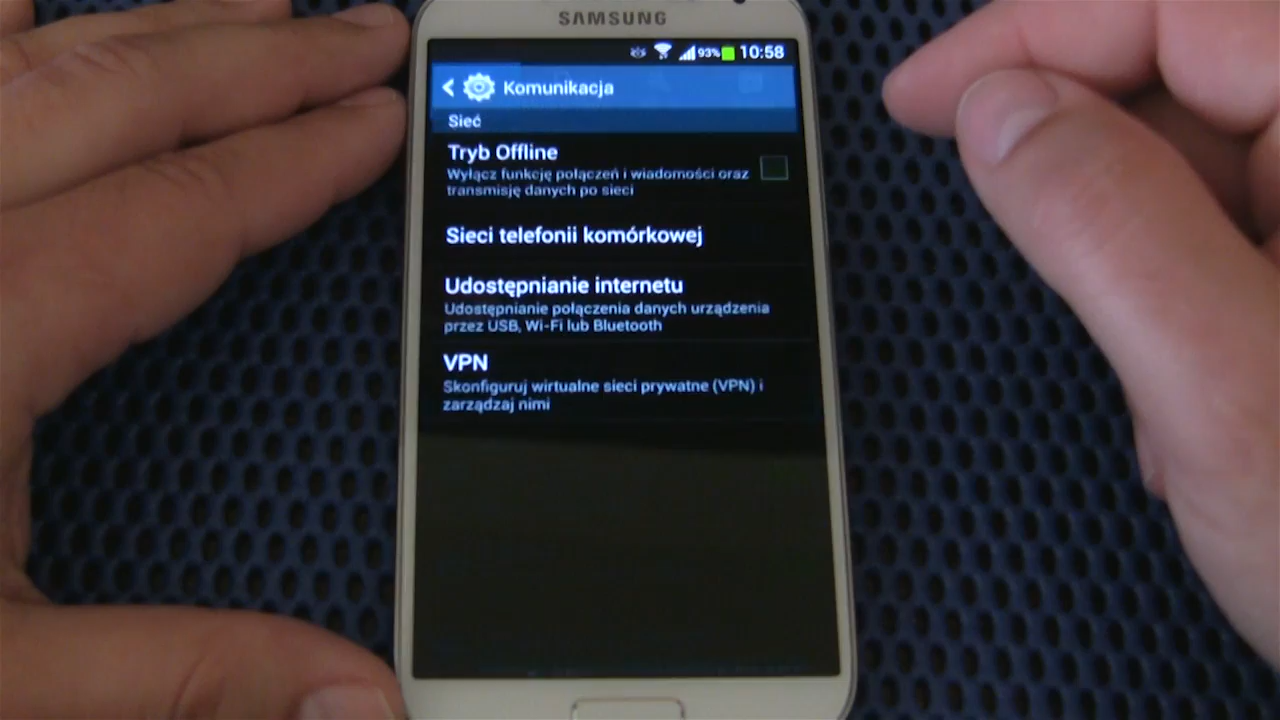 SAMSUNG
93% 10:58
Komunikacja
Sieć
Tryb Offline
Wyłącz funkcję połączeń i wiadomości oraz
transmisję danych po sieci
Sieci telefonii komórkowej
Udostępnianie internetu
Udostępnianie połączenia danych urządzenia
przez USB, Wi-Fi lub Bluetooth
VPN
Skonfiguruj wirtualne sieci prywatne (VPN) i
zarządzaj nimi